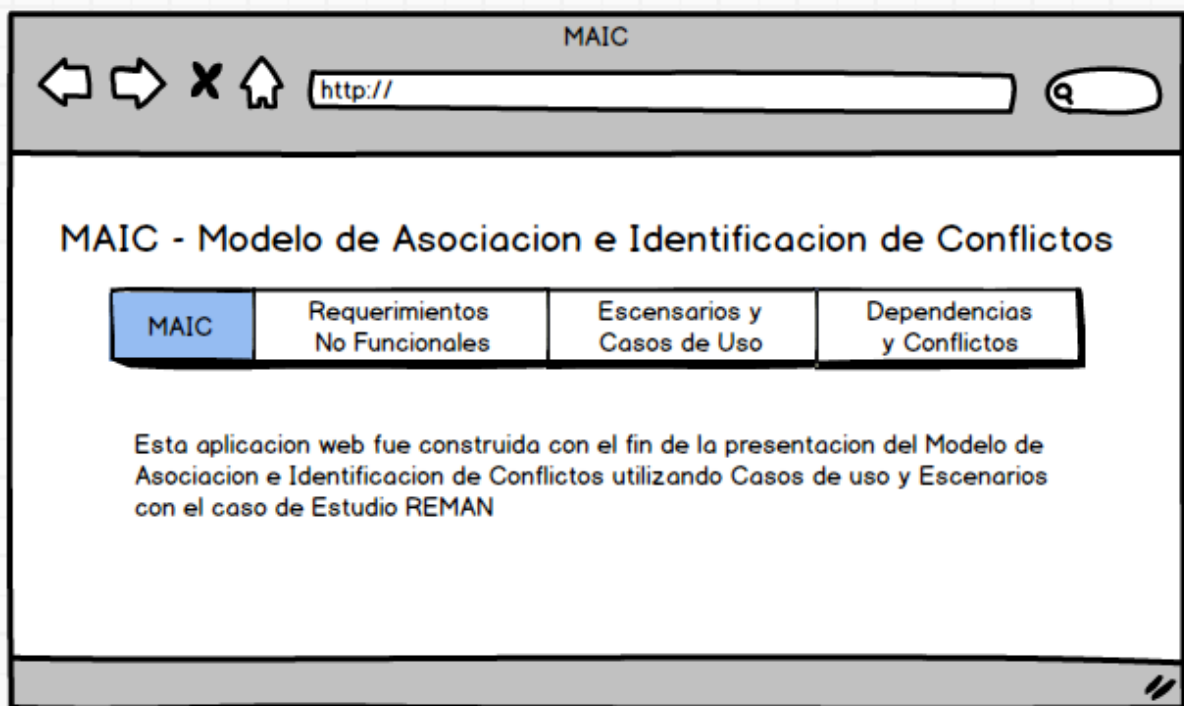 MAIC
http://
MAIC - Modelo de Asociacion e Identificacion de Conflictos
MAIC
Requerimientos
No Funcionales
Escensarios y
Casos de Uso
Dependencias
y Conflictos
Esta aplicacion web fue construida con el fin de la presentacion del Modelo de
Asociacion e Identificacion de Conflictos utilizando Casos de uso y Escenarios
con el caso de Estudio REMAN